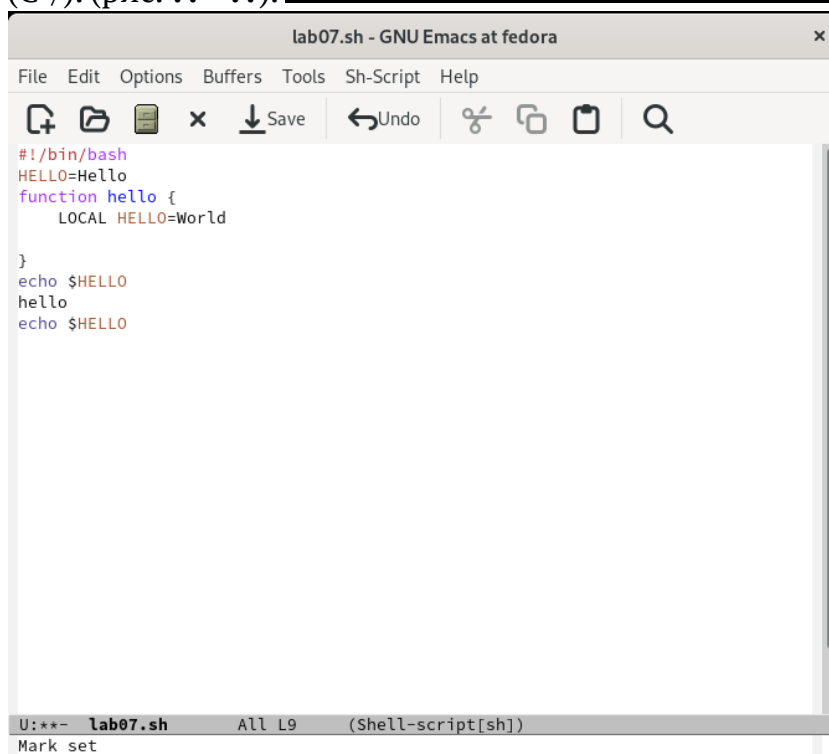 lab07.sh - GNU Emacs at fedora
File Edit Options Buffers Tools Sh-Script Help
Save Undo
#!/bin/bash
HELLO=Hello
function hello {
    LOCAL HELLO=World
}
echo $HELLO
hello
echo $HELLO
U:**- lab07.sh All L9 (Shell-script[sh])
Mark set